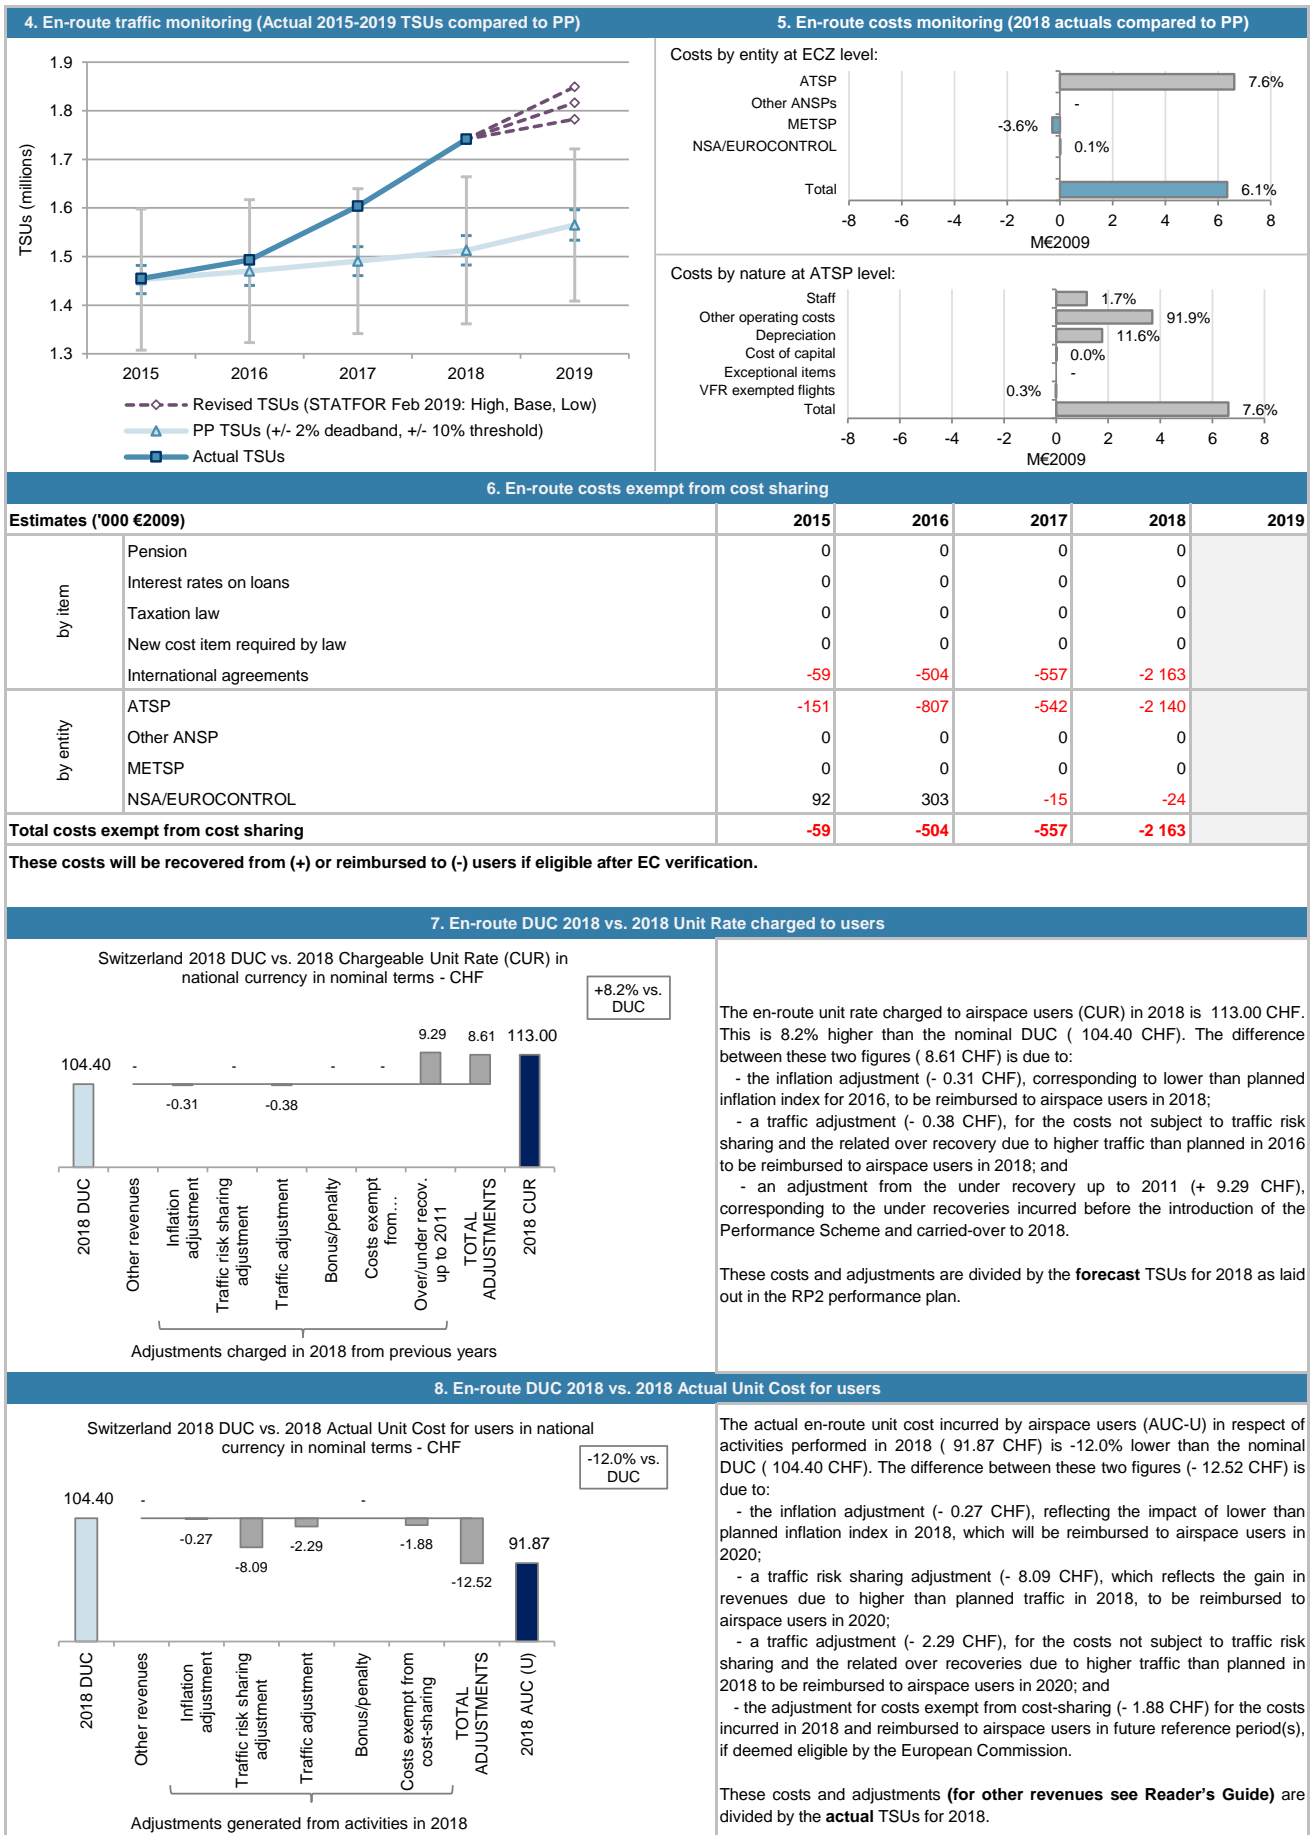 4. En-route traffic monitoring (Actual 2015-2019 TSUs compared to PP)
TSUs (millions)
1.9
1.8
1.7
1.6
1.5
1.4
1.3
2015 2016 2017 2018 2019
Revised TSUs (STATFOR Feb 2019: High, Base, Low)
PP TSUs (+/- 2% deadband, +/- 10% threshold)
Actual TSUs
5. En-route costs monitoring (2018 actuals compared to PP)
Costs by entity at ECZ level:
ATSP 7.6%
Other ANSPs -
METSP -3.6%
NSA/EUROCONTROL 0.1%
Total 6.1%
-8 -6 -4 -2 0 2 4 6 8
M€2009
Costs by nature at ATSP level:
Staff 1.7%
Other operating costs 91.9%
Depreciation 11.6%
Cost of capital 0.0%
Exceptional items -
VFR exempted flights 0.3%
Total 7.6%
-8 -6 -4 -2 0 2 4 6 8
M€2009
6. En-route costs exempt from cost sharing
Estimates ('000 €2009) 2015 2016 2017 2018 2019
by item
Pension 0 0 0 0
Interest rates on loans 0 0 0 0
Taxation law 0 0 0 0
New cost item required by law 0 0 0 0
International agreements -59 -504 -557 -2 163
by entity
ATSP -151 -807 -542 -2 140
Other ANSP 0 0 0 0
METSP 0 0 0 0
NSA/EUROCONTROL 92 303 -15 -24
Total costs exempt from cost sharing -59 -504 -557 -2 163
These costs will be recovered from (+) or reimbursed to (-) users if eligible after EC verification.
7. En-route DUC 2018 vs. 2018 Unit Rate charged to users
Switzerland 2018 DUC vs. 2018 Chargeable Unit Rate (CUR) in
national currency in nominal terms - CHF
+8.2% vs.
DUC
104.40 - -0.31 - -0.38 - - 9.29 8.61 113.00
2018 DUC
Other revenues
Inflation
adjustment
Traffic risk sharing
adjustment
Traffic adjustment
Bonus/penalty
Costs exempt
from…
Over/under recov.
up to 2011
TOTAL
ADJUSTMENTS
2018 CUR
Adjustments charged in 2018 from previous years
The en-route unit rate charged to airspace users (CUR) in 2018 is 113.00 CHF.
This is 8.2% higher than the nominal DUC ( 104.40 CHF). The difference
between these two figures ( 8.61 CHF) is due to:
- the inflation adjustment (- 0.31 CHF), corresponding to lower than planned
inflation index for 2016, to be reimbursed to airspace users in 2018;
- a traffic adjustment (- 0.38 CHF), for the costs not subject to traffic risk
sharing and the related over recovery due to higher traffic than planned in 2016
to be reimbursed to airspace users in 2018; and
- an adjustment from the under recovery up to 2011 (+ 9.29 CHF),
corresponding to the under recoveries incurred before the introduction of the
Performance Scheme and carried-over to 2018.
These costs and adjustments are divided by the forecast TSUs for 2018 as laid
out in the RP2 performance plan.
8. En-route DUC 2018 vs. 2018 Actual Unit Cost for users
Switzerland 2018 DUC vs. 2018 Actual Unit Cost for users in national
currency in nominal terms - CHF
-12.0% vs.
DUC
104.40 - -0.27 -8.09 -2.29 - -1.88 -12.52 91.87
2018 DUC
Other revenues
Inflation
adjustment
Traffic risk sharing
adjustment
Traffic adjustment
Bonus/penalty
Costs exempt from
cost-sharing
TOTAL
ADJUSTMENTS
2018 AUC (U)
Adjustments generated from activities in 2018
The actual en-route unit cost incurred by airspace users (AUC-U) in respect of
activities performed in 2018 ( 91.87 CHF) is -12.0% lower than the nominal
DUC ( 104.40 CHF). The difference between these two figures (- 12.52 CHF) is
due to:
- the inflation adjustment (- 0.27 CHF), reflecting the impact of lower than
planned inflation index in 2018, which will be reimbursed to airspace users in
2020;
- a traffic risk sharing adjustment (- 8.09 CHF), which reflects the gain in
revenues due to higher than planned traffic in 2018, to be reimbursed to
airspace users in 2020;
- a traffic adjustment (- 2.29 CHF), for the costs not subject to traffic risk
sharing and the related over recoveries due to higher traffic than planned in
2018 to be reimbursed to airspace users in 2020; and
- the adjustment for costs exempt from cost-sharing (- 1.88 CHF) for the costs
incurred in 2018 and reimbursed to airspace users in future reference period(s),
if deemed eligible by the European Commission.
These costs and adjustments (for other revenues see Reader's Guide) are
divided by the actual TSUs for 2018.